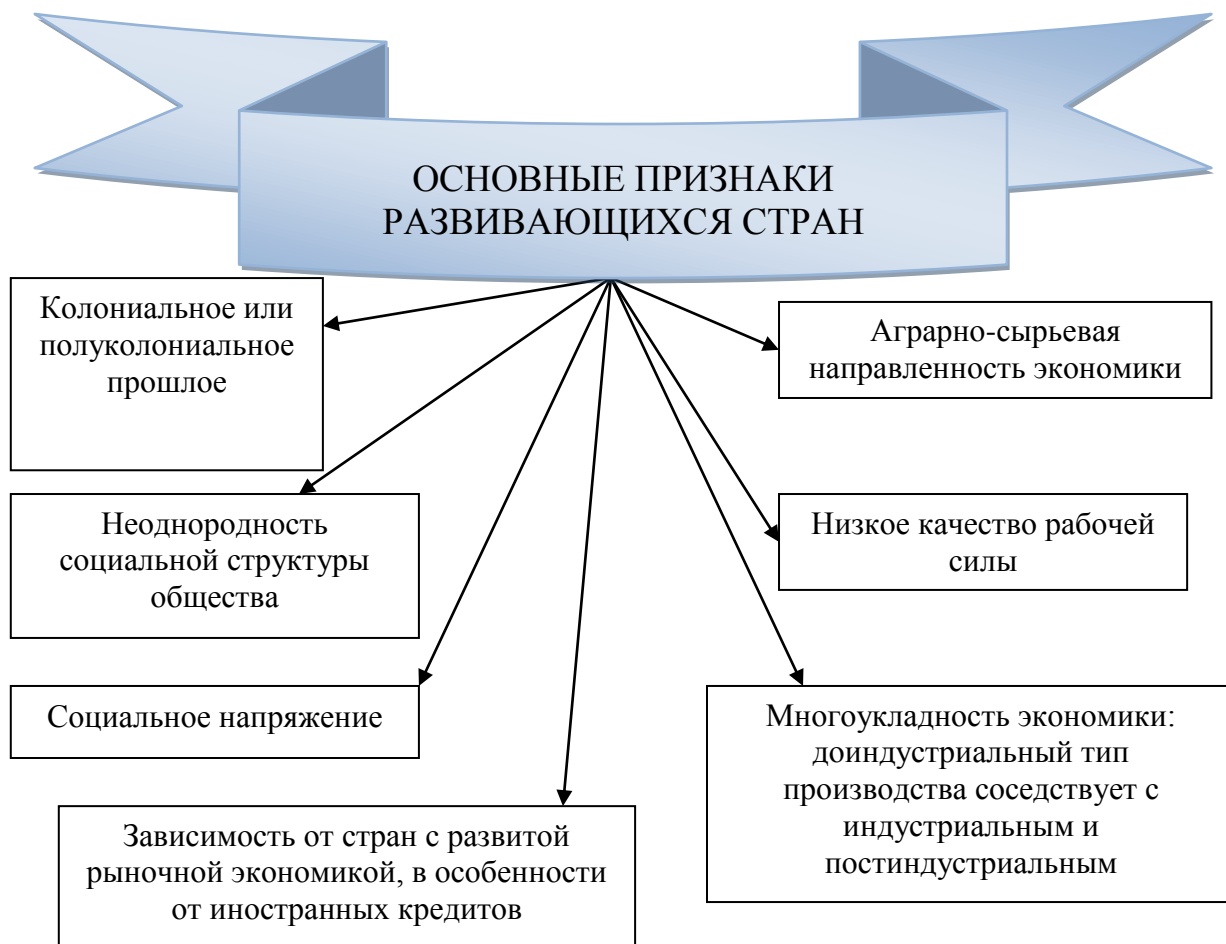 ОСНОВНЫЕ ПРИЗНАКИ
РАЗВИВАЮЩИХСЯ СТРАН
Колониальное или
полуколониальное
прошлое
Аграрно-сырьевая
направленность экономики
Неоднородность
социальной структуры
общества
Низкое качество рабочей
силы
Социальное напряжение
Многоукладность экономики:
доиндустриальный тип
производства соседствует с
индустриальным и
постиндустриальным
Зависимость от стран с развитой
рыночной экономикой, в особенности
от иностранных кредитов